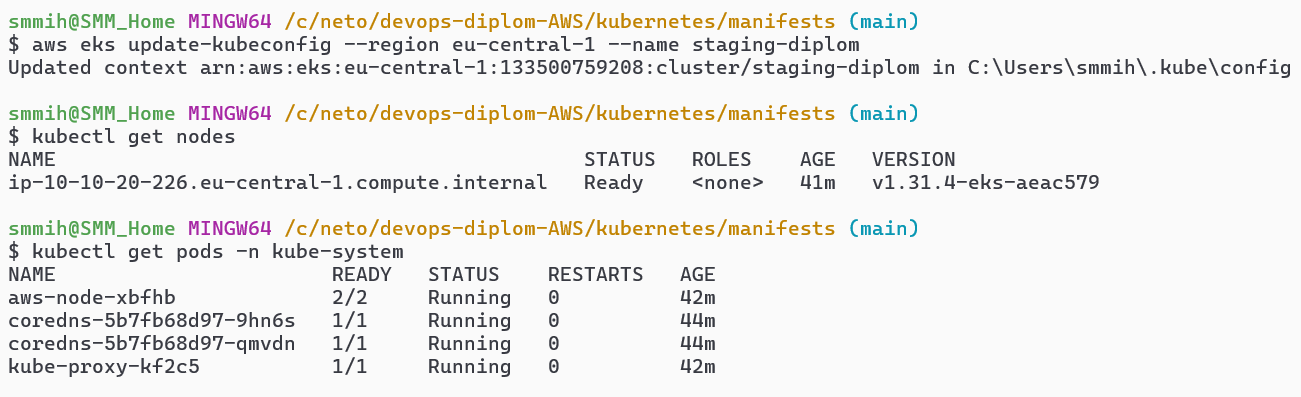 smmih@SMM_Home MINGW64 /c/neto/devops-diplom-AWS/kubernetes/manifests (main)
$ aws eks update-kubeconfig --region eu-central-1 --name staging-diplom
Updated context arn:aws:eks:eu-central-1:133500759208:cluster/staging-diplom in C:\Users\smmih\.kube\config
smmih@SMM_Home MINGW64 /c/neto/devops-diplom-AWS/kubernetes/manifests (main)
$ kubectl get nodes
NAME STATUS ROLES AGE VERSION
ip-10-10-20-226.eu-central-1.compute.internal Ready <none> 41m v1.31.4-eks-aeac579
smmih@SMM_Home MINGW64 /c/neto/devops-diplom-AWS/kubernetes/manifests (main)
$ kubectl get pods -n kube-system
NAME READY STATUS RESTARTS AGE
aws-node-xbfhb 2/2 Running 0 42m
coredns-5b7fb68d97-9hn6s 1/1 Running 0 44m
coredns-5b7fb68d97-qmvdn 1/1 Running 0 44m
kube-proxy-kf2c5 1/1 Running 0 42m